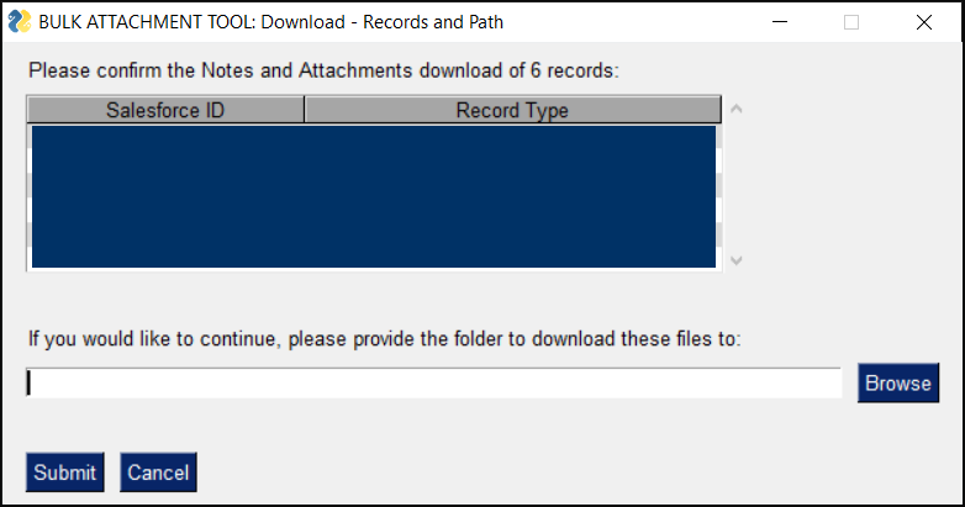 BULK ATTACHMENT TOOL: Download - Records and Path
Please confirm the Notes and Attachments download of 6 records:
Salesforce ID Record Type
If you would like to continue, please provide the folder to download these files to:
Browse
Submit Cancel